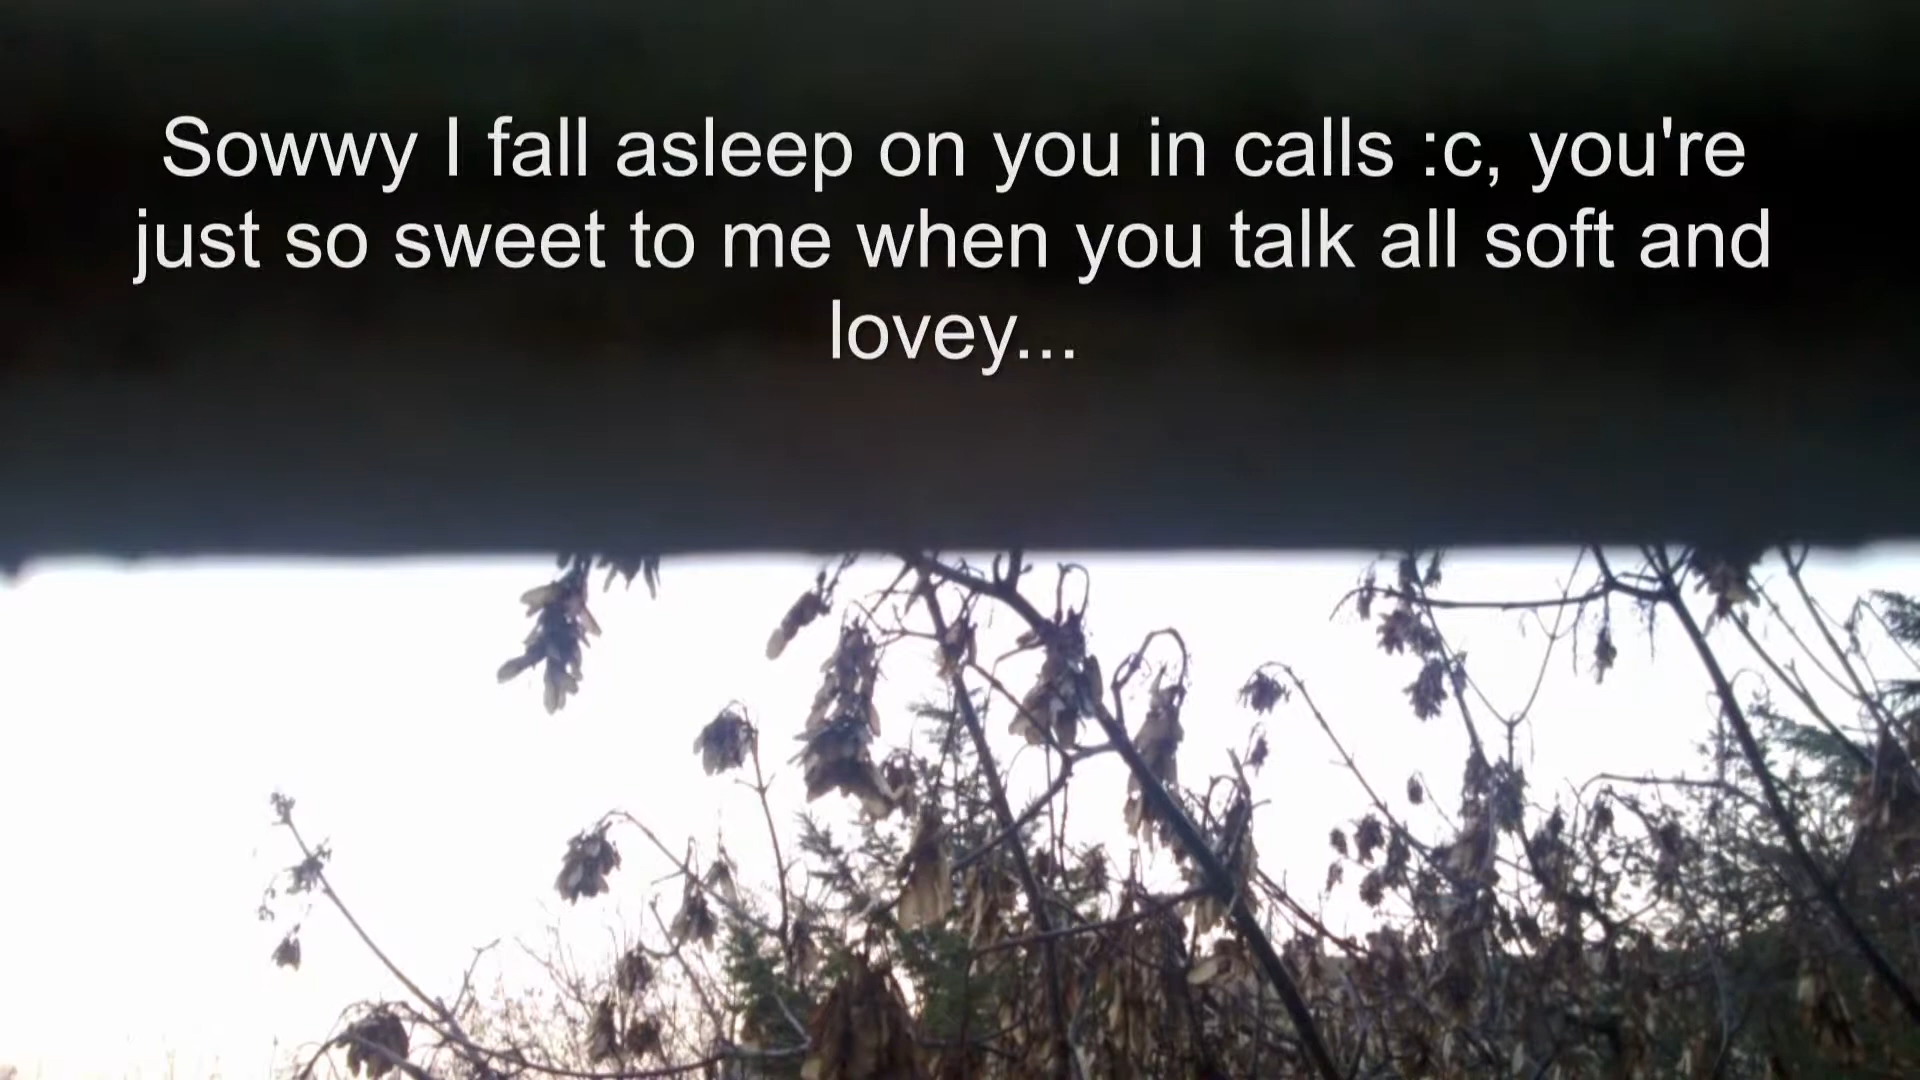 Sowwy I fall asleep on you in calls :c, you're
just so sweet to me when you talk all soft and
lovey...